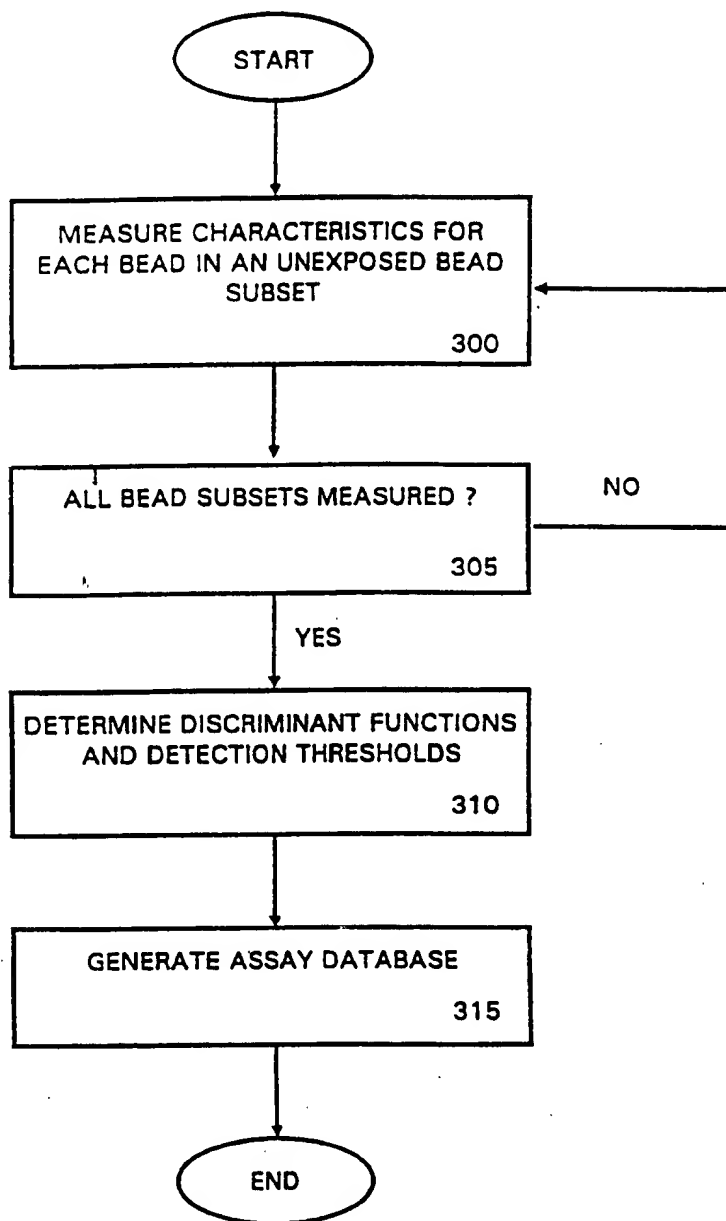 START
MEASURE CHARACTERISTICS FOR
EACH BEAD IN AN UNEXPOSED BEAD
SUBSET
300
ALL BEAD SUBSETS MEASURED ?
NO
305
YES
DETERMINE DISCRIMINANT FUNCTIONS
AND DETECTION THRESHOLDS
310
GENERATE ASSAY DATABASE
315
END